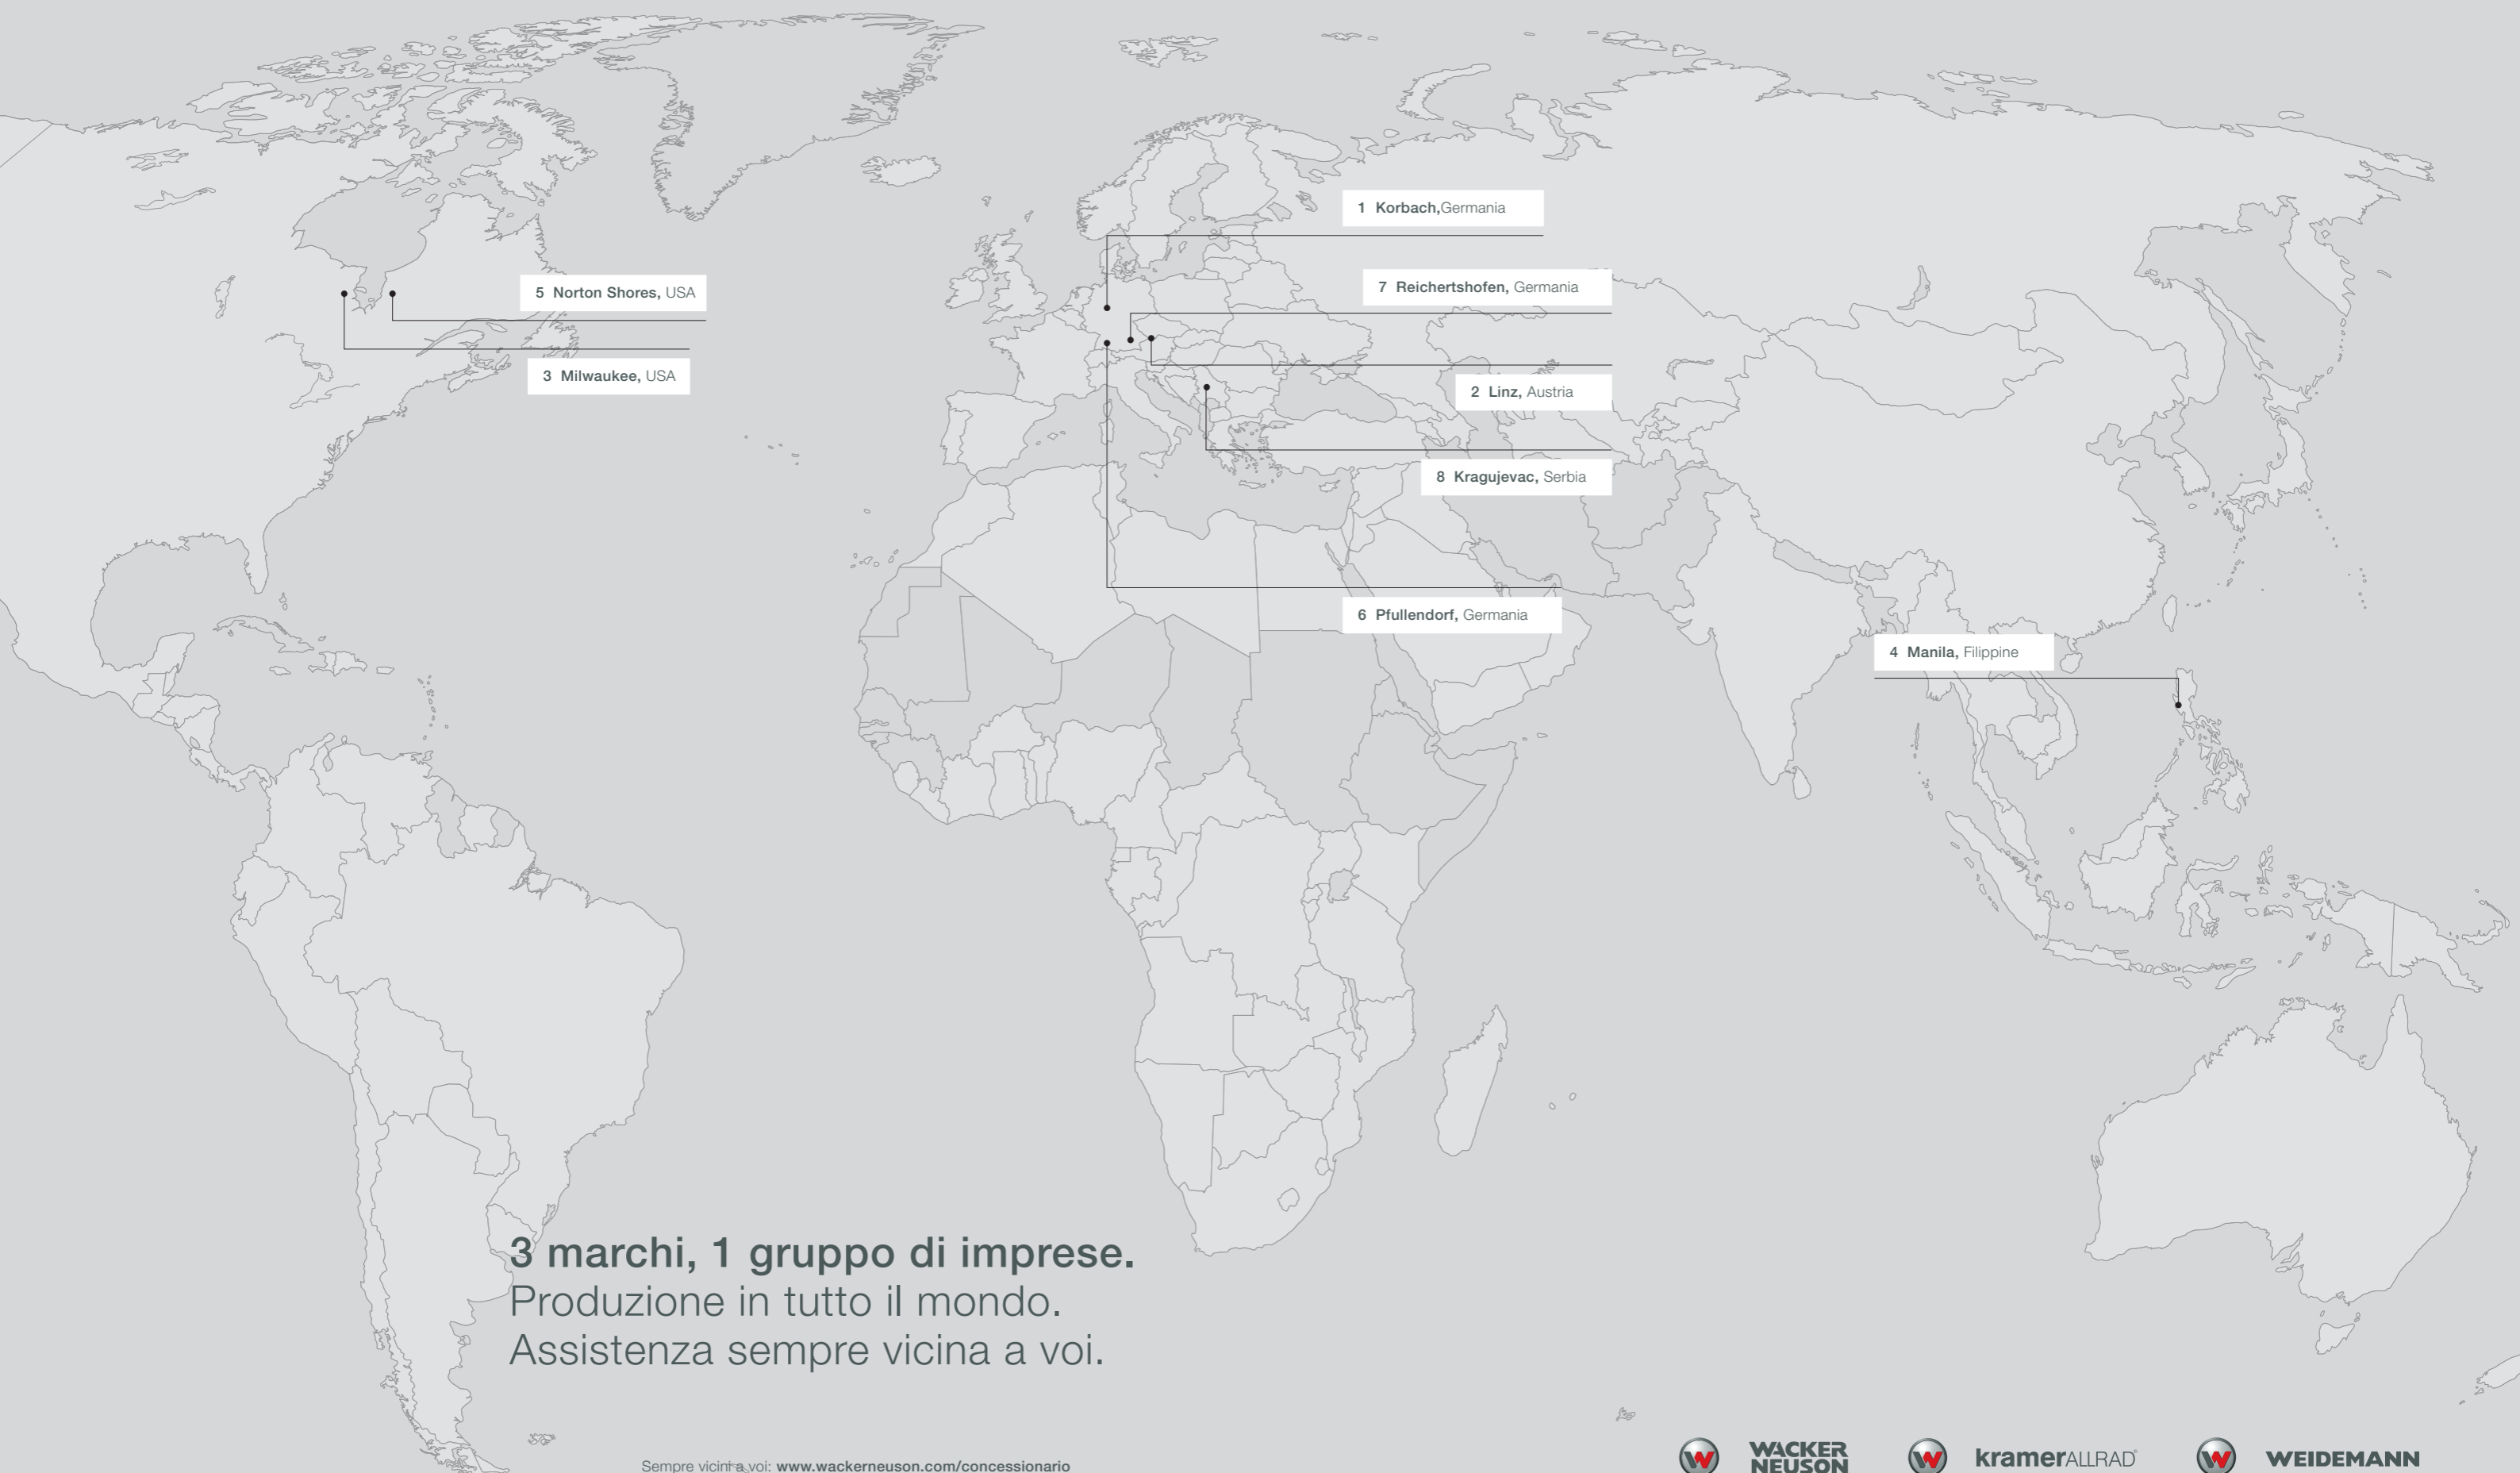 1 Korbach,Germania
5 Norton Shores, USA
7 Reichertshofen, Germania
3 Milwaukee, USA
2 Linz, Austria
8 Kragujevac, Serbia
6 Pfullendorf, Germania
4 Manila, Filippine
3 marchi, 1 gruppo di imprese.
Produzione in tutto il mondo.
Assistenza sempre vicina a voi.
Sempre vicini a voi: www.wackerneuson.com/concessionario
WACKER
NEUSON
kramerALLRAD®
WEIDEMANN